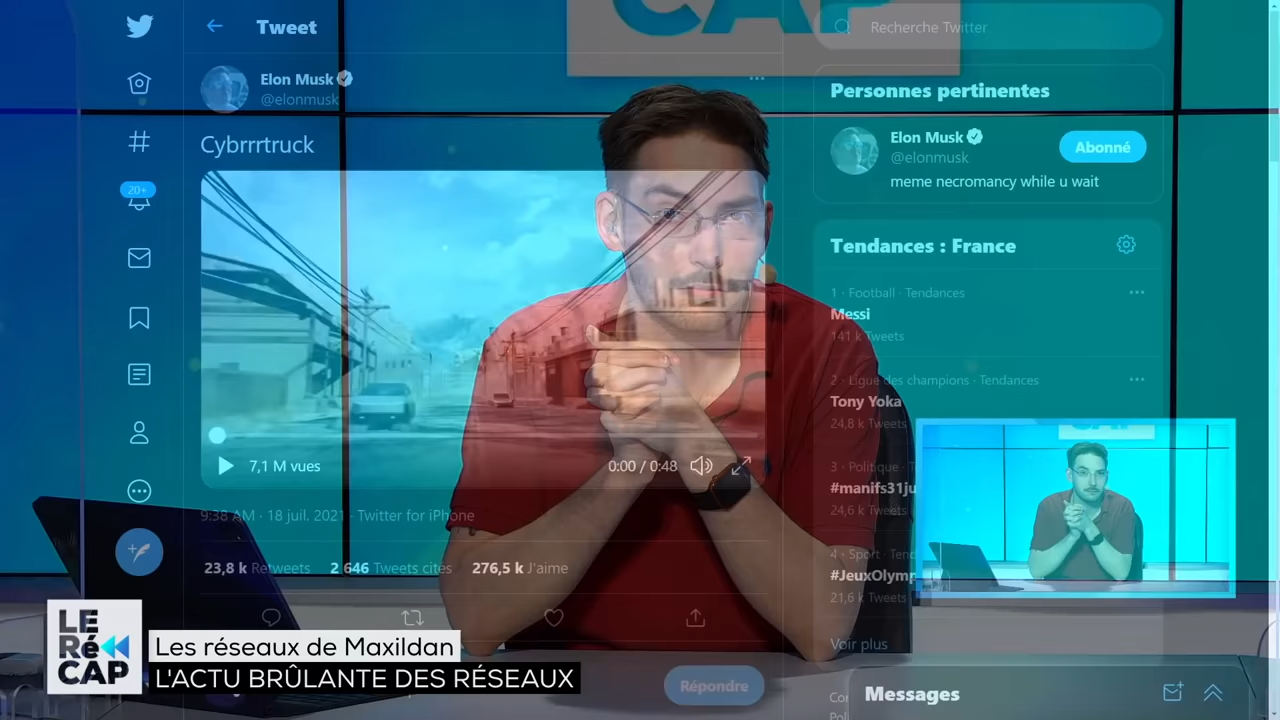 CAP
Tweet
Recherche Twitter
Elon Musk
@elonmusk
Personnes pertinentes
Cybrrrtruck
Elon Musk
@elonmusk
Abonné
meme necromancy while u wait
20+
Tendances : France
1 · Football · Tendances
Messi
141 k Tweets
2 · Ligue des champions · Tendances
Tony Yoka
24,8 k Tweets
7,1 M vues
0:00 / 0:48
3 · Politique · T
#manifs31ju
24,6 k Tweets
9:38 AM · 18 juil. 2021 · Twitter for iPhone
4 · Sport · Tend
23,8 k Retweets 2 646 Tweets cités 276,5 k J'aime
#JeuxOlymp
21,6 k Tweets
LE
Ré
CAP
Les réseaux de Maxildan
Voir plus
L'ACTU BRÛLANTE DES RÉSEAUX
Répondre
Messages